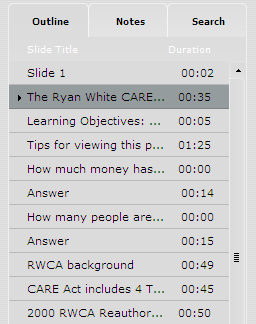 Outline Notes Search
Slide Title Duration
Slide 1 00:02
The Ryan White CARE... 00:35
Learning Objectives: ... 00:05
Tips for viewing this p... 01:25
How much money has... 00:00
Answer 00:14
How many people are... 00:00
Answer 00:15
RWCA background 00:49
CARE Act includes 4 T... 00:45
2000 RWCA Reauthor... 00:50